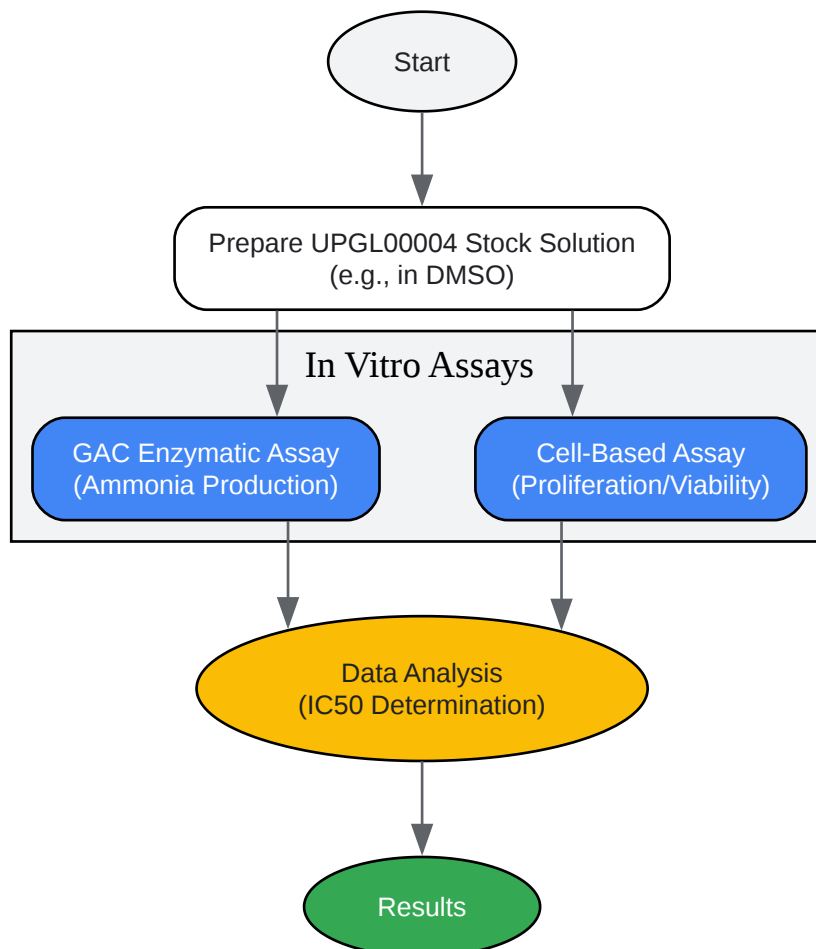 Start
Prepare UPGL00004 Stock Solution
(e.g., in DMSO)
In Vitro Assays
GAC Enzymatic Assay
(Ammonia Production)
Cell-Based Assay
(Proliferation/Viability)
Data Analysis
(IC50 Determination)
Results